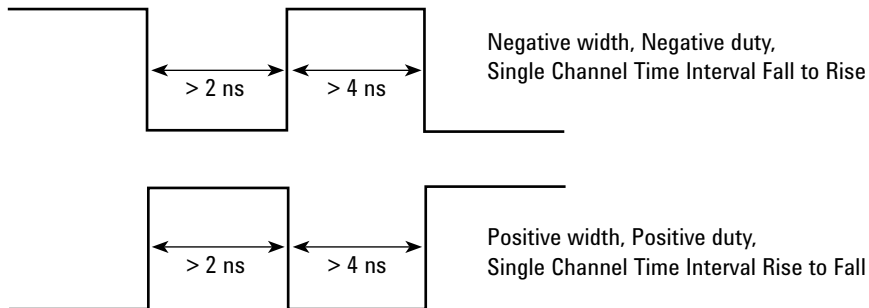 Negative width, Negative duty,
Single Channel Time Interval Fall to Rise
> 2 ns
> 4 ns
Positive width, Positive duty,
Single Channel Time Interval Rise to Fall
> 2 ns
> 4 ns